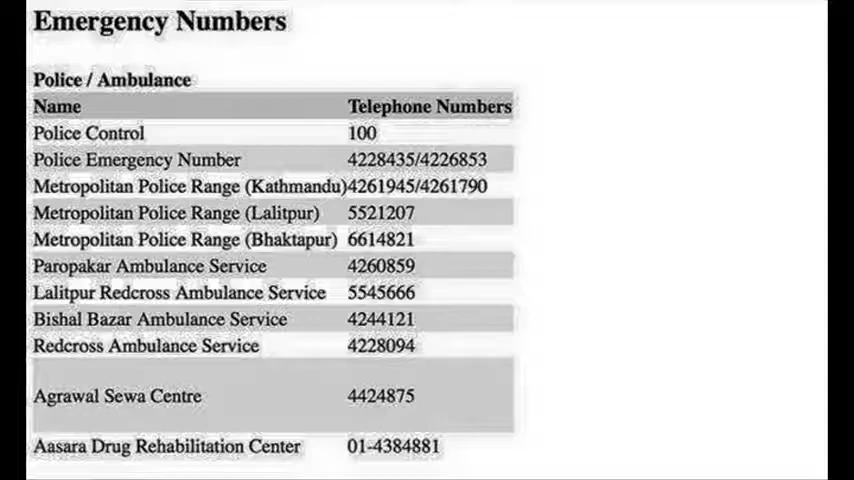 Emergency Numbers
Police / Ambulance
Name Telephone Numbers
Police Control 100
Police Emergency Number 4228435/4226853
Metropolitan Police Range (Kathmandu)4261945/4261790
Metropolitan Police Range (Lalitpur) 5521207
Metropolitan Police Range (Bhaktapur) 6614821
Paropakar Ambulance Service 4260859
Lalitpur Redcross Ambulance Service 5545666
Bishal Bazar Ambulance Service 4244121
Redcross Ambulance Service 4228094
Agrawal Sewa Centre 4424875
Aasara Drug Rehabilitation Center 01-4384881